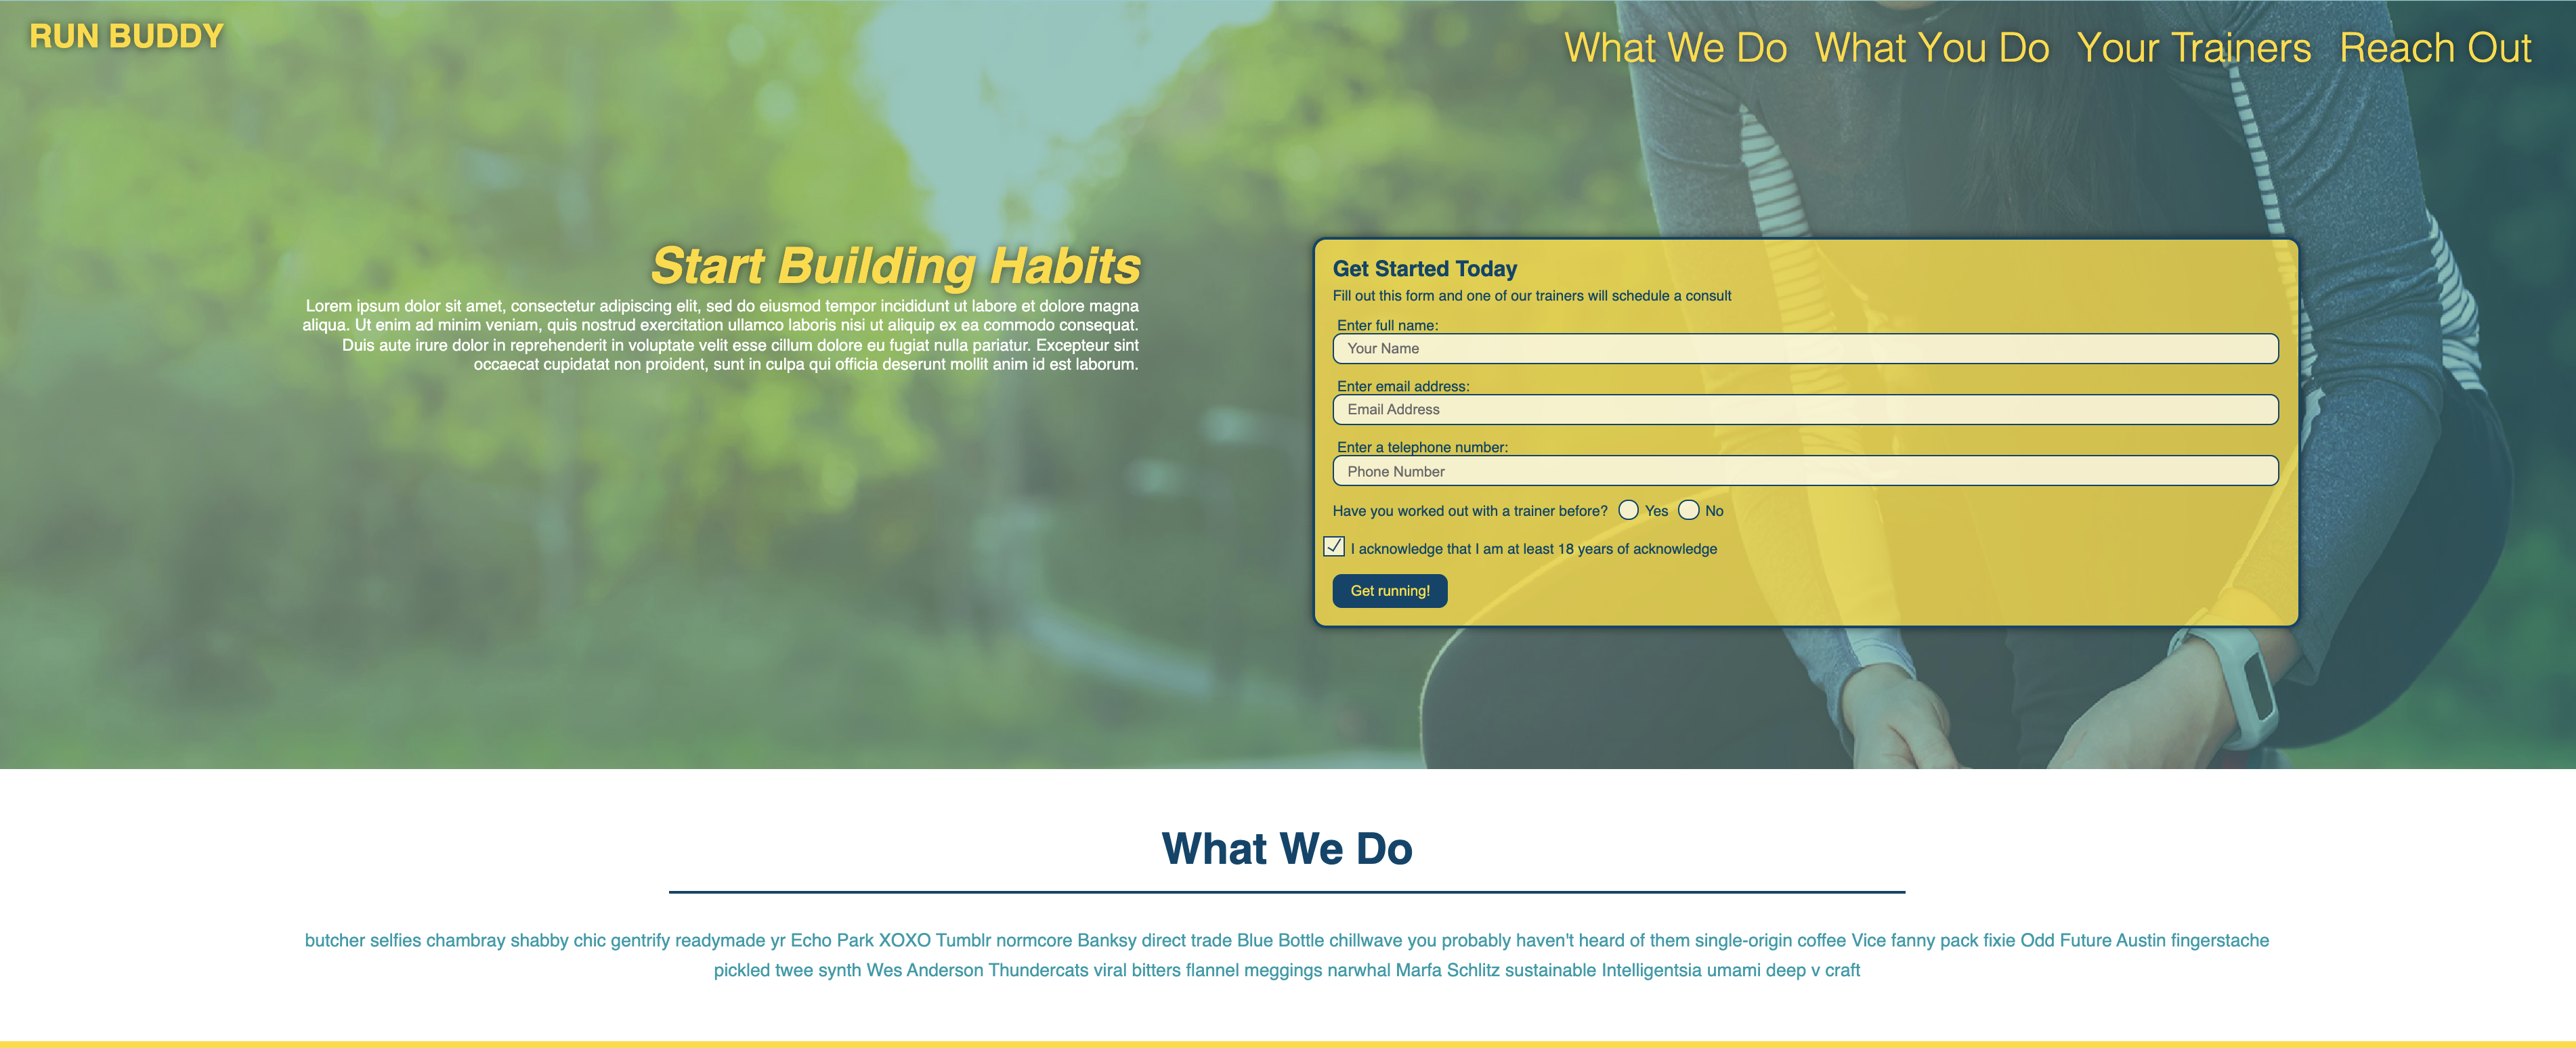 RUN BUDDY
What We Do What You Do Your Trainers Reach Out
Start Building Habits
Lorem ipsum dolor sit amet, consectetur adipiscing elit, sed do eiusmod tempor incididunt ut labore et dolore magna
aliqua. Ut enim ad minim veniam, quis nostrud exercitation ullamco laboris nisi ut aliquip ex ea commodo consequat.
Duis aute irure dolor in reprehenderit in voluptate velit esse cillum dolore eu fugiat nulla pariatur. Excepteur sint
occaecat cupidatat non proident, sunt in culpa qui officia deserunt mollit anim id est laborum.
Get Started Today
Fill out this form and one of our trainers will schedule a consult
Enter full name:
Your Name
Enter email address:
Email Address
Enter a telephone number:
Phone Number
Have you worked out with a trainer before? Yes No
I acknowledge that I am at least 18 years of acknowledge
Get running!
What We Do
butcher selfies chambray shabby chic gentrify readymade yr Echo Park XOXO Tumblr normcore Banksy direct trade Blue Bottle chillwave you probably haven't heard of them single-origin coffee Vice fanny pack fixie Odd Future Austin fingerstache
pickled twee synth Wes Anderson Thundercats viral bitters flannel meggings narwhal Marfa Schlitz sustainable Intelligentsia umami deep v craft